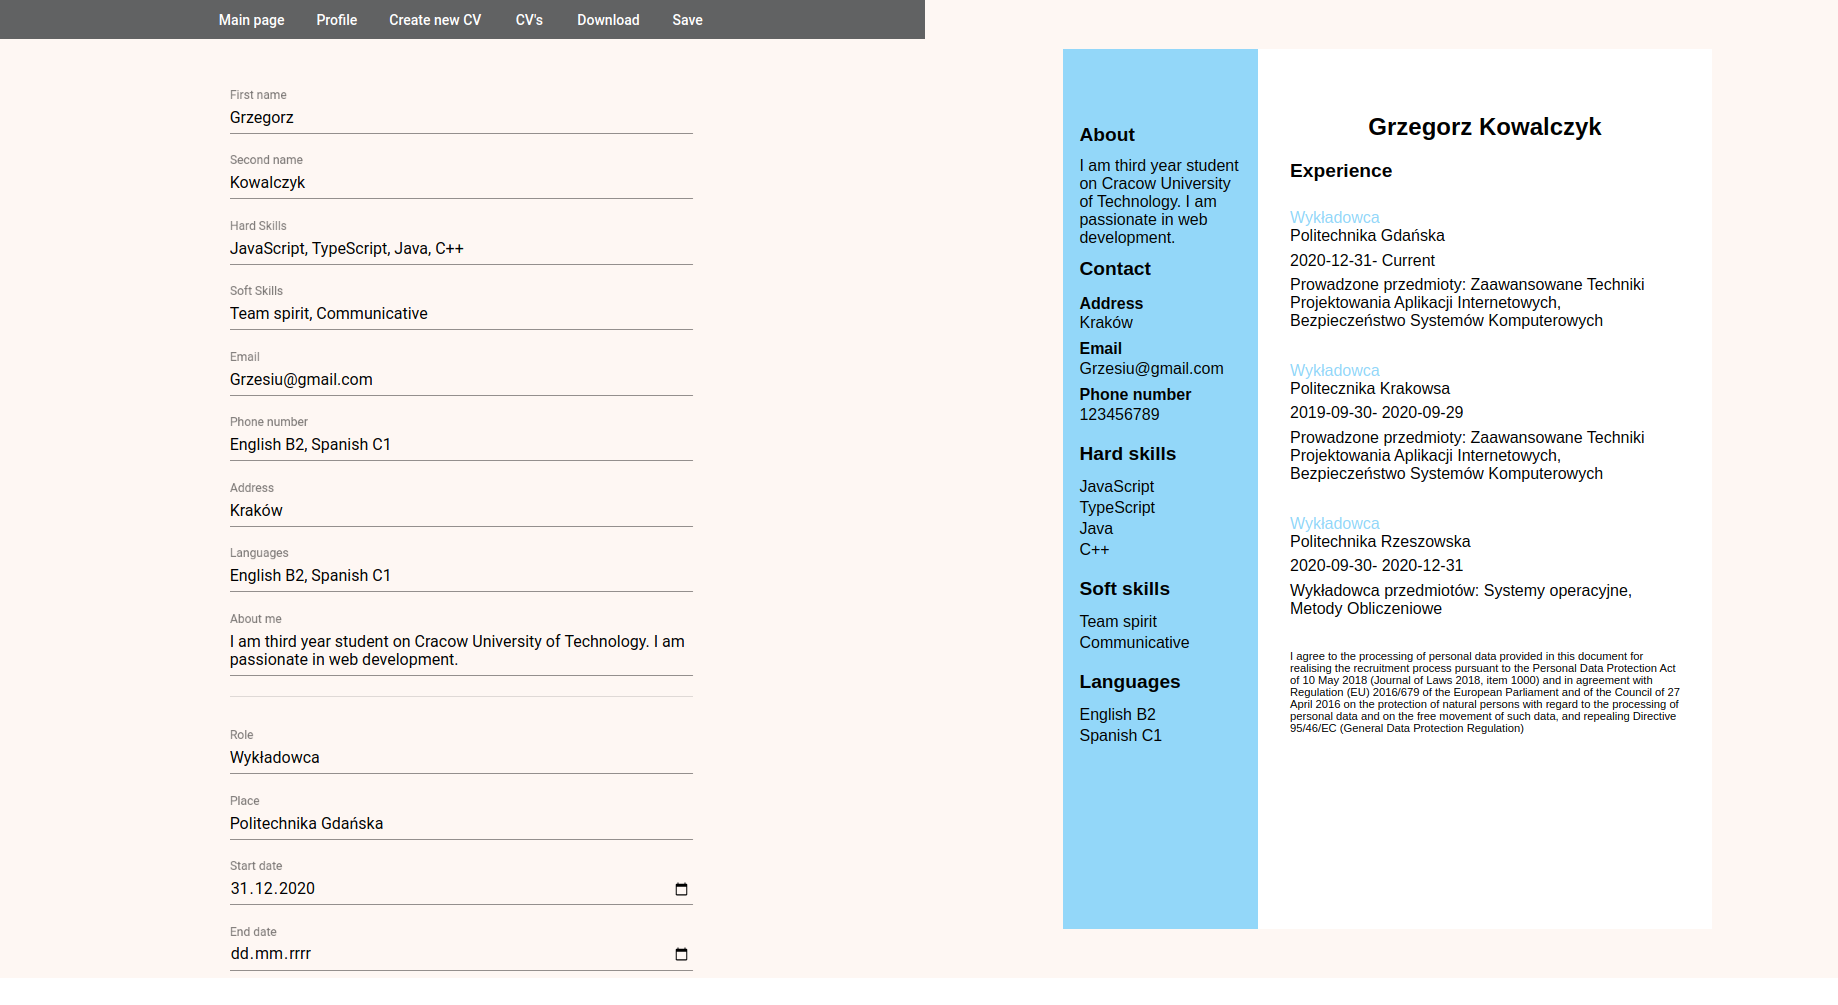 Main page Profile Create new CV CV's Download Save
First name
Grzegorz
Second name
Kowalczyk
Hard Skills
JavaScript, TypeScript, Java, C++
Soft Skills
Team spirit, Communicative
Email
Grzesiu@gmail.com
Phone number
English B2, Spanish C1
Address
Kraków
Languages
English B2, Spanish C1
About me
I am third year student on Cracow University of Technology. I am
passionate in web development.
Role
Wykładowca
Place
Politechnika Gdańska
Start date
31.12.2020
End date
dd.mm.rrrr
About
I am third year student
on Cracow University
of Technology. I am
passionate in web
development.
Contact
Address
Kraków
Email
Grzesiu@gmail.com
Phone number
123456789
Hard skills
JavaScript
TypeScript
Java
C++
Soft skills
Team spirit
Communicative
Languages
English B2
Spanish C1
Grzegorz Kowalczyk
Experience
Wykładowca
Politechnika Gdańska
2020-12-31- Current
Prowadzone przedmioty: Zaawansowane Techniki
Projektowania Aplikacji Internetowych,
Bezpieczeństwo Systemów Komputerowych
Wykładowca
Politecznika Krakowsa
2019-09-30- 2020-09-29
Prowadzone przedmioty: Zaawansowane Techniki
Projektowania Aplikacji Internetowych,
Bezpieczeństwo Systemów Komputerowych
Wykładowca
Politechnika Rzeszowska
2020-09-30- 2020-12-31
Wykładowca przedmiotów: Systemy operacyjne,
Metody Obliczeniowe
I agree to the processing of personal data provided in this document for
realising the recruitment process pursuant to the Personal Data Protection Act
of 10 May 2018 (Journal of Laws 2018, item 1000) and in agreement with
Regulation (EU) 2016/679 of the European Parliament and of the Council of 27
April 2016 on the protection of natural persons with regard to the processing of
personal data and on the free movement of such data, and repealing Directive
95/46/EC (General Data Protection Regulation)